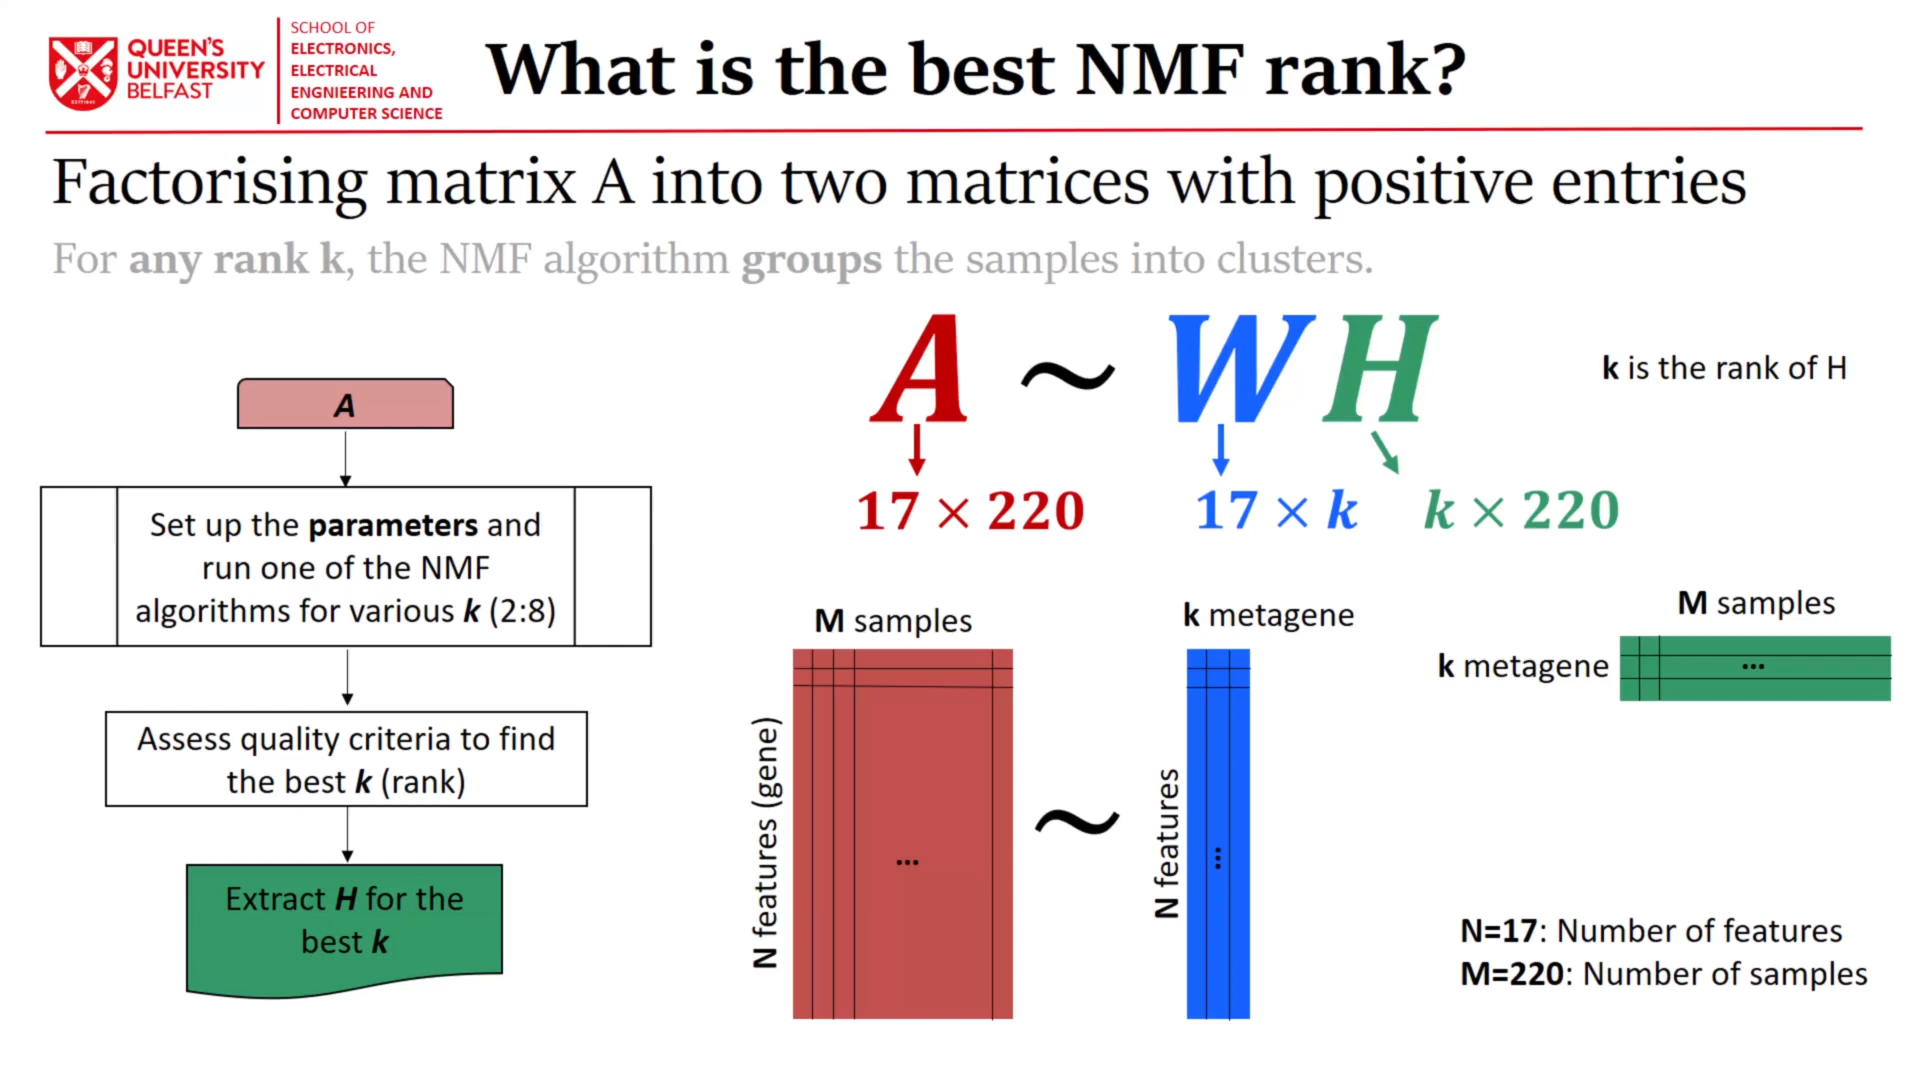 QUEEN'S
UNIVERSITY
BELFAST
SCHOOL OF
ELECTRONICS,
ELECTRICAL
ENGNIEERING AND
COMPUTER SCIENCE
What is the best NMF rank?
Factorising matrix A into two matrices with positive entries
For any rank k, the NMF algorithm groups the samples into clusters.
A
Set up the parameters and
run one of the NMF
algorithms for various k (2:8)
Assess quality criteria to find
the best k (rank)
Extract H for the
best k
A ~ W H
k is the rank of H
17 × 220
17 × k
k × 220
M samples
N features (gene)
...
~
k metagene
N features
...
M samples
k metagene
...
N=17: Number of features
M=220: Number of samples